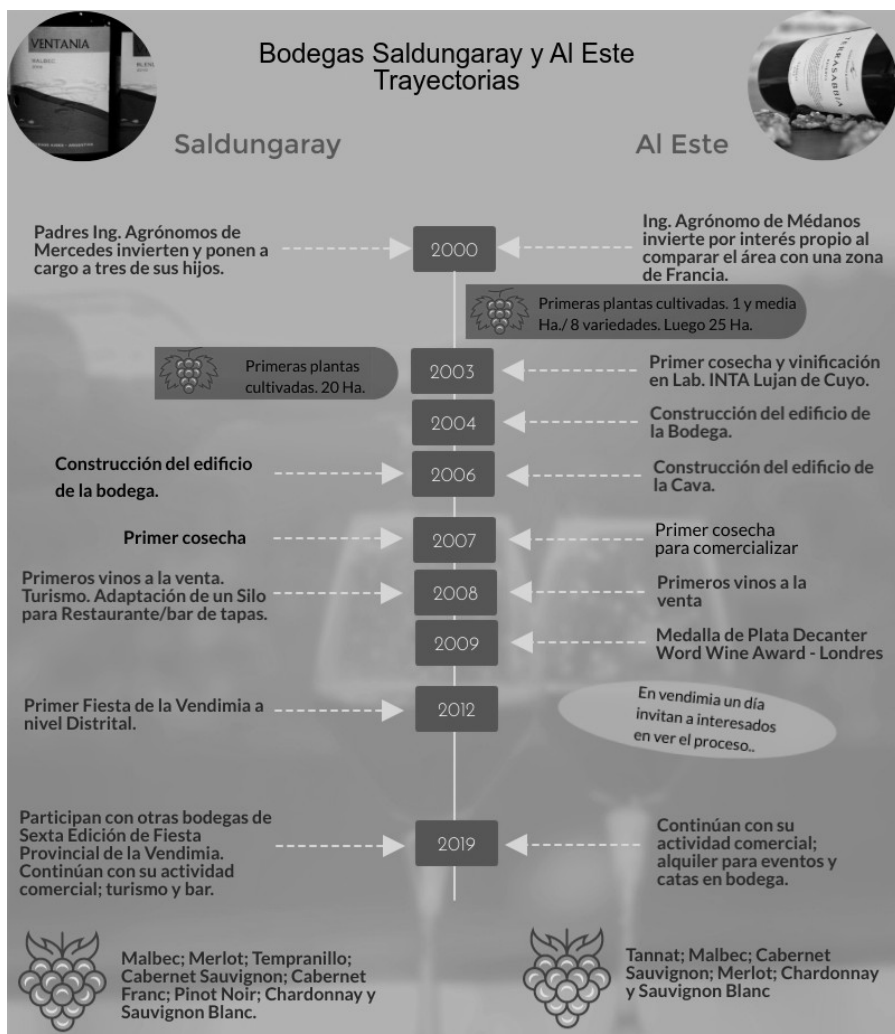 VENTANIA
MALBEC
TERRASABBIA
Bodegas Saldungaray y Al Este
Trayectorias
Saldungaray
Al Este
Padres Ing. Agrónomos de
Mercedes invierten y ponen a
cargo a tres de sus hijos.
2000
Ing. Agrónomo de Médanos
invierte por interés propio al
comparar el área con una zona
de Francia.
Primeras plantas cultivadas. 1 y media
Ha./ 8 variedades. Luego 25 Ha.
Primeras plantas
cultivadas. 20 Ha.
2003
Primer cosecha y vinificación
en Lab. INTA Lujan de Cuyo.
2004
Construcción del edificio de
la Bodega.
Construcción del edificio
de la bodega.
2006
Construcción del edificio de
la Cava.
Primer cosecha
2007
Primer cosecha
para comercializar
Primeros vinos a la venta.
Turismo. Adaptación de un Silo
para Restaurante/bar de tapas.
2008
Primeros vinos a la
venta
2009
Medalla de Plata Decanter
Word Wine Award - Londres
Primer Fiesta de la Vendimia a
nivel Distrital.
2012
En vendimia un día
invitan a interesados
en ver el proceso..
Participan con otras bodegas de
Sexta Edición de Fiesta
Provincial de la Vendimia.
Continúan con su actividad
comercial; turismo y bar.
2019
Continúan con su
actividad comercial;
alquiler para eventos y
catas en bodega.
Malbec; Merlot; Tempranillo;
Cabernet Sauvignon; Cabernet
Franc; Pinot Noir; Chardonnay y
Sauvignon Blanc.
Tannat; Malbec; Cabernet
Sauvignon; Merlot; Chardonnay
y Sauvignon Blanc